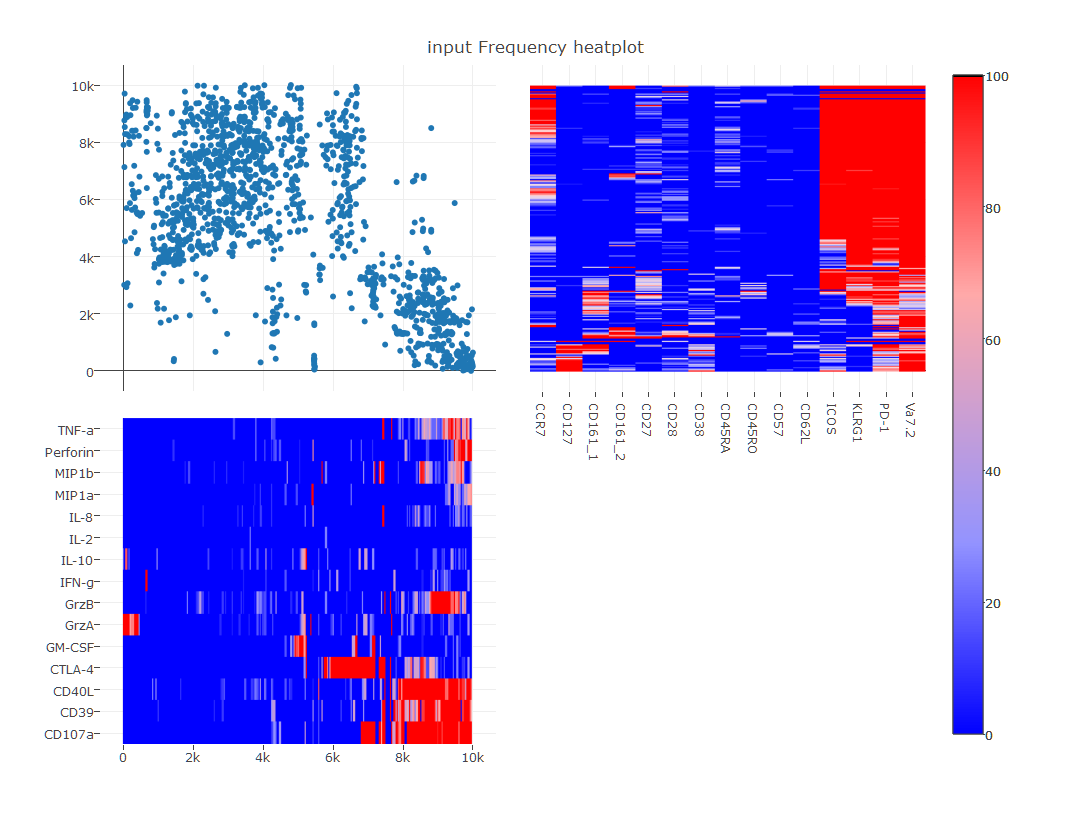 input Frequency heatplot
10k
8k
6k
4k
2k
0
100
80
60
40
20
0
CCR7
CD127
CD161_1
CD161_2
CD27
CD28
CD38
CD45RA
CD45RO
CD57
CD62L
ICOS
KLRG1
PD-1
Va7.2
TNF-a
Perforin
MIP1b
MIP1a
IL-8
IL-2
IL-10
IFN-g
GrzB
GrzA
GM-CSF
CTLA-4
CD40L
CD39
CD107a
0 2k 4k 6k 8k 10k